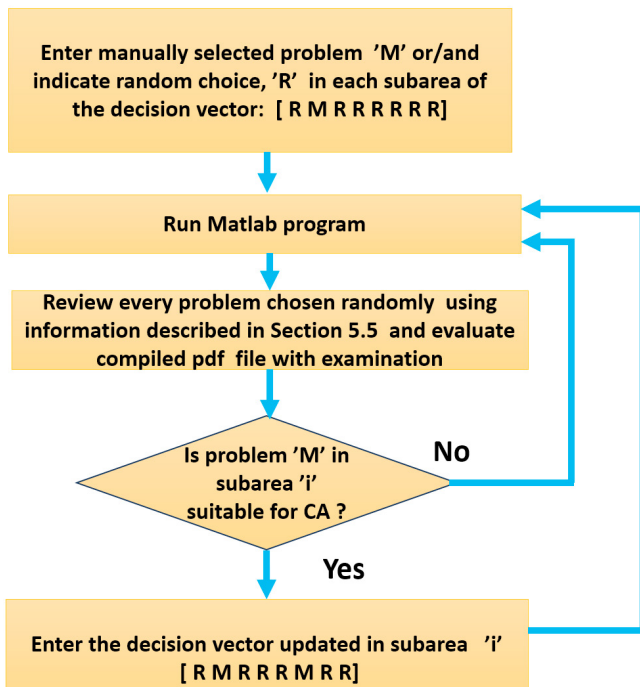 Enter manually selected problem ’M’ or/and
indicate random choice, ’R’ in each subarea of
the decision vector: [ R M R R R R R R]
Run Matlab program
Review every problem chosen randomly using
information described in Section 5.5 and evaluate
compiled pdf file with examination
Is problem ’M’ in
subarea ’i’
suitable for CA ?
No
Yes
Enter the decision vector updated in subarea ’i’
[ R M R R R M R R]